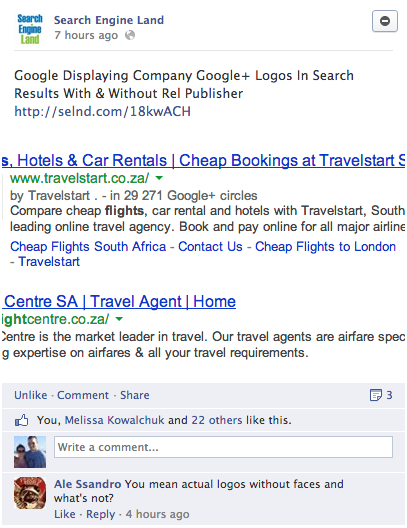 Search
Engine
Land
Search Engine Land
7 hours ago
Google Displaying Company Google+ Logos In Search
Results With & Without Rel Publisher
http://selnd.com/18kwACH
s, Hotels & Car Rentals | Cheap Bookings at Travelstart S
www.travelstart.co.za/
by Travelstart . - in 29 271 Google+ circles
Compare cheap flights, car rental and hotels with Travelstart, South
leading online travel agency. Book and pay online for all major airline
Cheap Flights South Africa - Contact Us - Cheap Flights to London
- Travelstart
Centre SA | Travel Agent | Home
ightcentre.co.za/
Centre is the market leader in travel. Our travel agents are airfare spec
g expertise on airfares & all your travel requirements.
Unlike · Comment · Share 3
You, Melissa Kowalchuk and 22 others like this.
Write a comment...
Ale Ssandro You mean actual logos without faces and
what's not?
Like · Reply · 4 hours ago